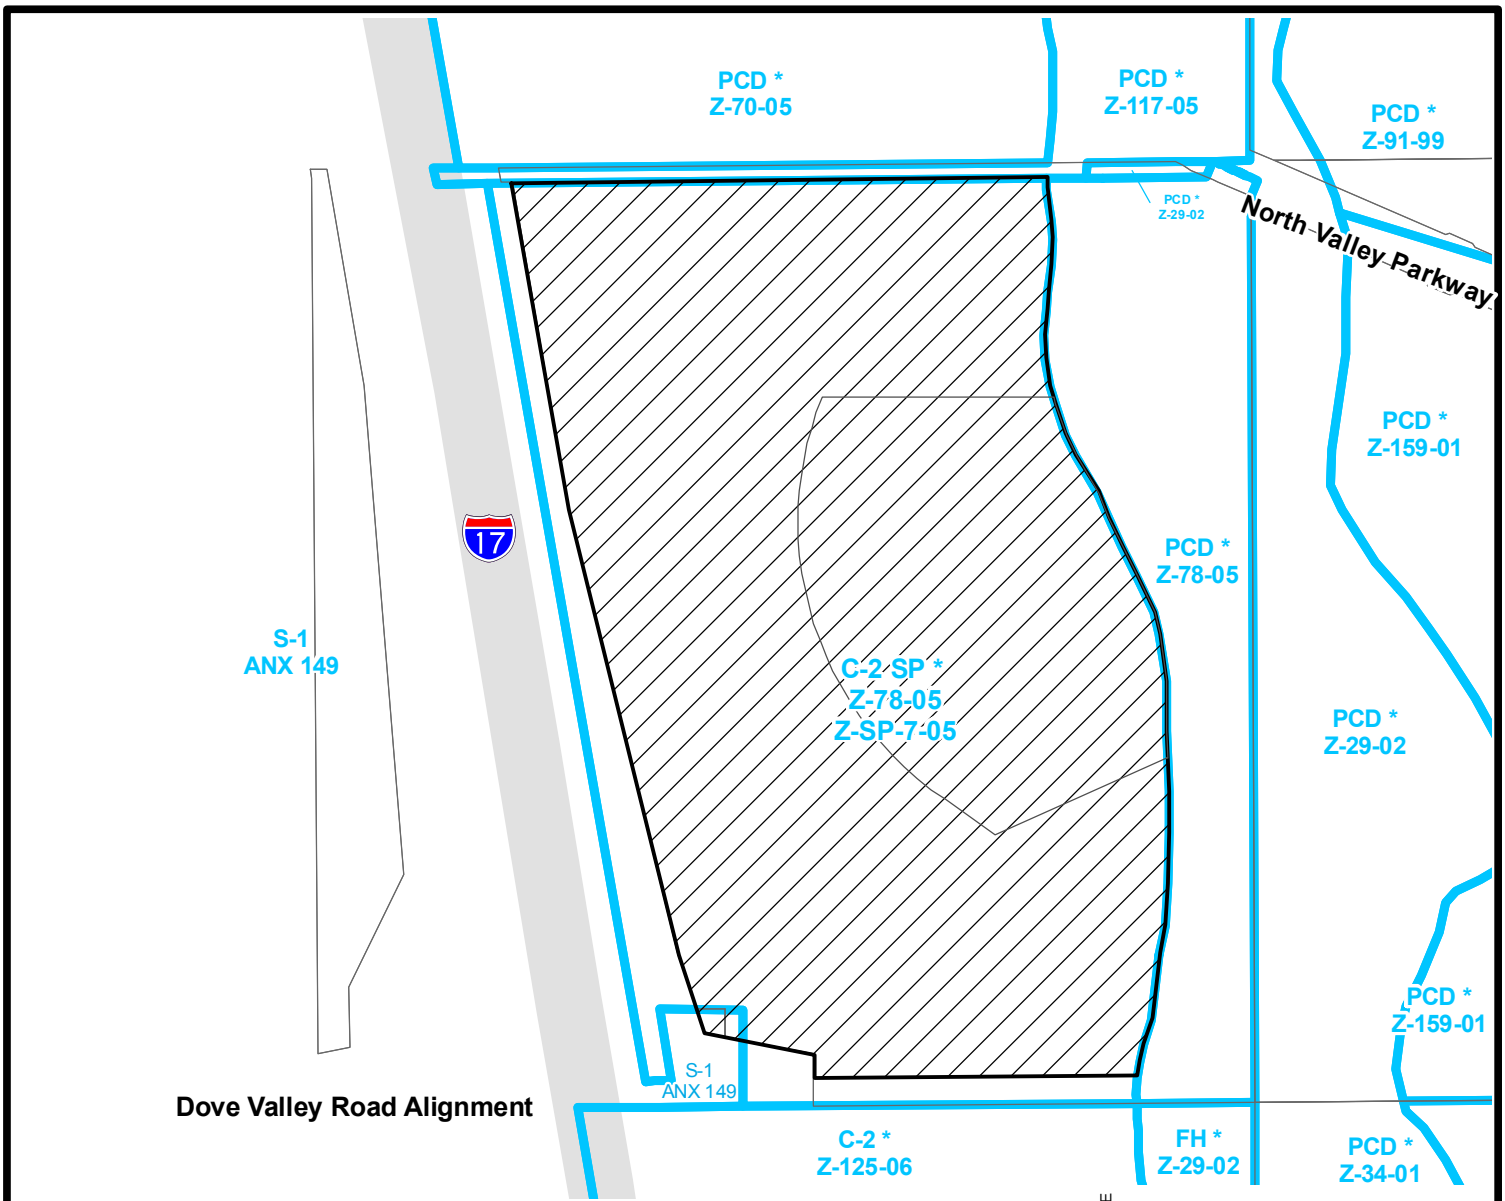 PCD *
Z-70-05
PCD *
Z-117-05
PCD *
Z-91-99
PCD *
Z-29-02
North Valley Parkway
PCD *
Z-159-01
17
PCD *
Z-78-05
S-1
ANX 149
C-2 SP *
Z-78-05
Z-SP-7-05
PCD *
Z-29-02
PCD *
Z-159-01
S-1
ANX 149
Dove Valley Road Alignment
C-2 *
Z-125-06
FH *
Z-29-02
PCD *
Z-34-01